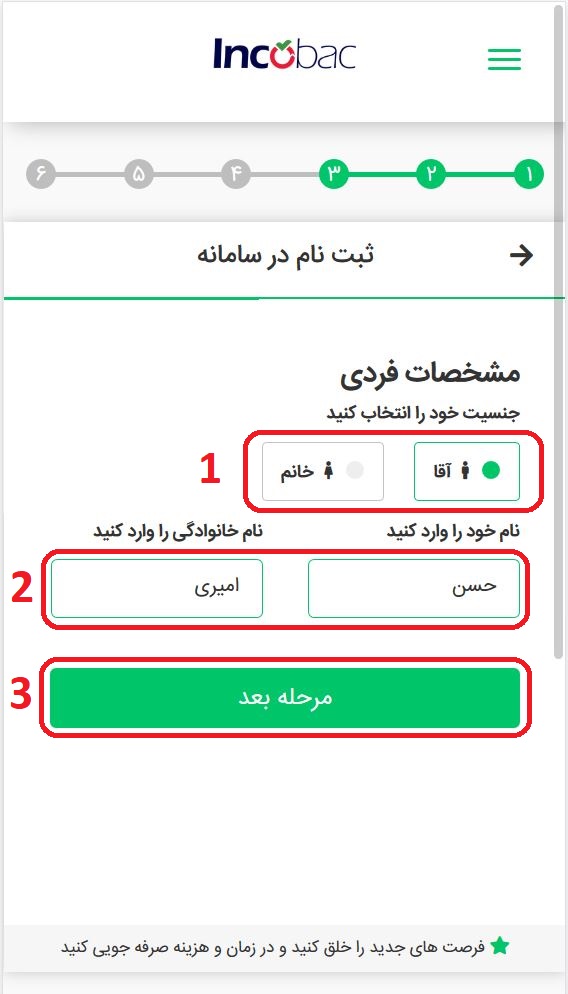 Incobac
۱ ۲ ۳ ۴ ۵ ۶
ثبت نام در سامانه
مشخصات فردی
جنسیت خود را انتخاب کنید
آقا خانم 1
نام خود را وارد کنید نام خانوادگی را وارد کنید
حسن امیری 2
مرحله بعد 3
فرصت های جدید را خلق کنید و در زمان و هزینه صرفه جویی کنید